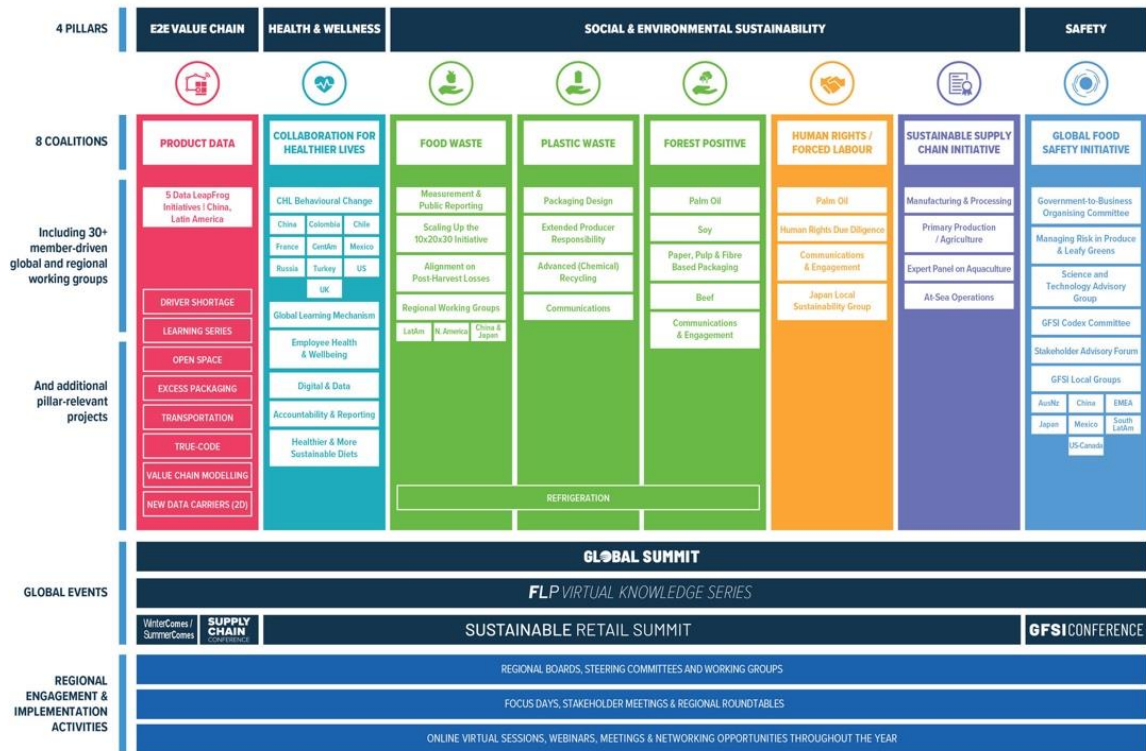 4 PILLARS
E2E VALUE CHAIN
HEALTH & WELLNESS
SOCIAL & ENVIRONMENTAL SUSTAINABILITY
SAFETY
8 COALITIONS
PRODUCT DATA
COLLABORATION FOR
HEALTHIER LIVES
FOOD WASTE
PLASTIC WASTE
FOREST POSITIVE
HUMAN RIGHTS /
FORCED LABOUR
SUSTAINABLE SUPPLY
CHAIN INITIATIVE
GLOBAL FOOD
SAFETY INITIATIVE
Including 30+
member-driven
global and regional
working groups
And additional
pillar-relevant
projects
5 Data LeapFrog
Initiatives | China,
Latin America
DRIVER SHORTAGE
LEARNING SERIES
OPEN SPACE
EXCESS PACKAGING
TRANSPORTATION
TRUE-CODE
VALUE CHAIN MODELLING
NEW DATA CARRIERS (2D)
CHL Behavioural Change
China
Colombia
Chile
France
CentAm
Mexico
Russia
Turkey
US
UK
Global Learning Mechanism
Employee Health
& Wellbeing
Digital & Data
Accountability & Reporting
Healthier & More
Sustainable Diets
Measurement &
Public Reporting
Scaling Up the
10x20x30 Initiative
Alignment on
Post-Harvest Losses
Regional Working Groups
LatAm
N. America
China &
Japan
Packaging Design
Extended Producer
Responsibility
Advanced (Chemical)
Recycling
Communications
Palm Oil
Soy
Paper, Pulp & Fibre
Based Packaging
Beef
Communications
& Engagement
REFRIGERATION
Palm Oil
Human Rights Due Diligence
Communications
& Engagement
Japan Local
Sustainability Group
Manufacturing & Processing
Primary Production
/ Agriculture
Expert Panel on Aquaculture
At-Sea Operations
Government-to-Business
Organising Committee
Managing Risk in Produce
& Leafy Greens
Science and
Technology Advisory
Group
GFSI Codex Committee
Stakeholder Advisory Forum
GFSI Local Groups
AusNz
China
EMEA
Japan
Mexico
South
LatAm
US-Canada
GLOBAL EVENTS
GLOBAL SUMMIT
FLP VIRTUAL KNOWLEDGE SERIES
WinterComes /
SummerComes
SUPPLY
CHAIN
CONFERENCE
SUSTAINABLE RETAIL SUMMIT
GFSI CONFERENCE
REGIONAL
ENGAGEMENT &
IMPLEMENTATION
ACTIVITIES
REGIONAL BOARDS, STEERING COMMITTEES AND WORKING GROUPS
FOCUS DAYS, STAKEHOLDER MEETINGS & REGIONAL ROUNDTABLES
ONLINE VIRTUAL SESSIONS, WEBINARS, MEETINGS & NETWORKING OPPORTUNITIES THROUGHOUT THE YEAR